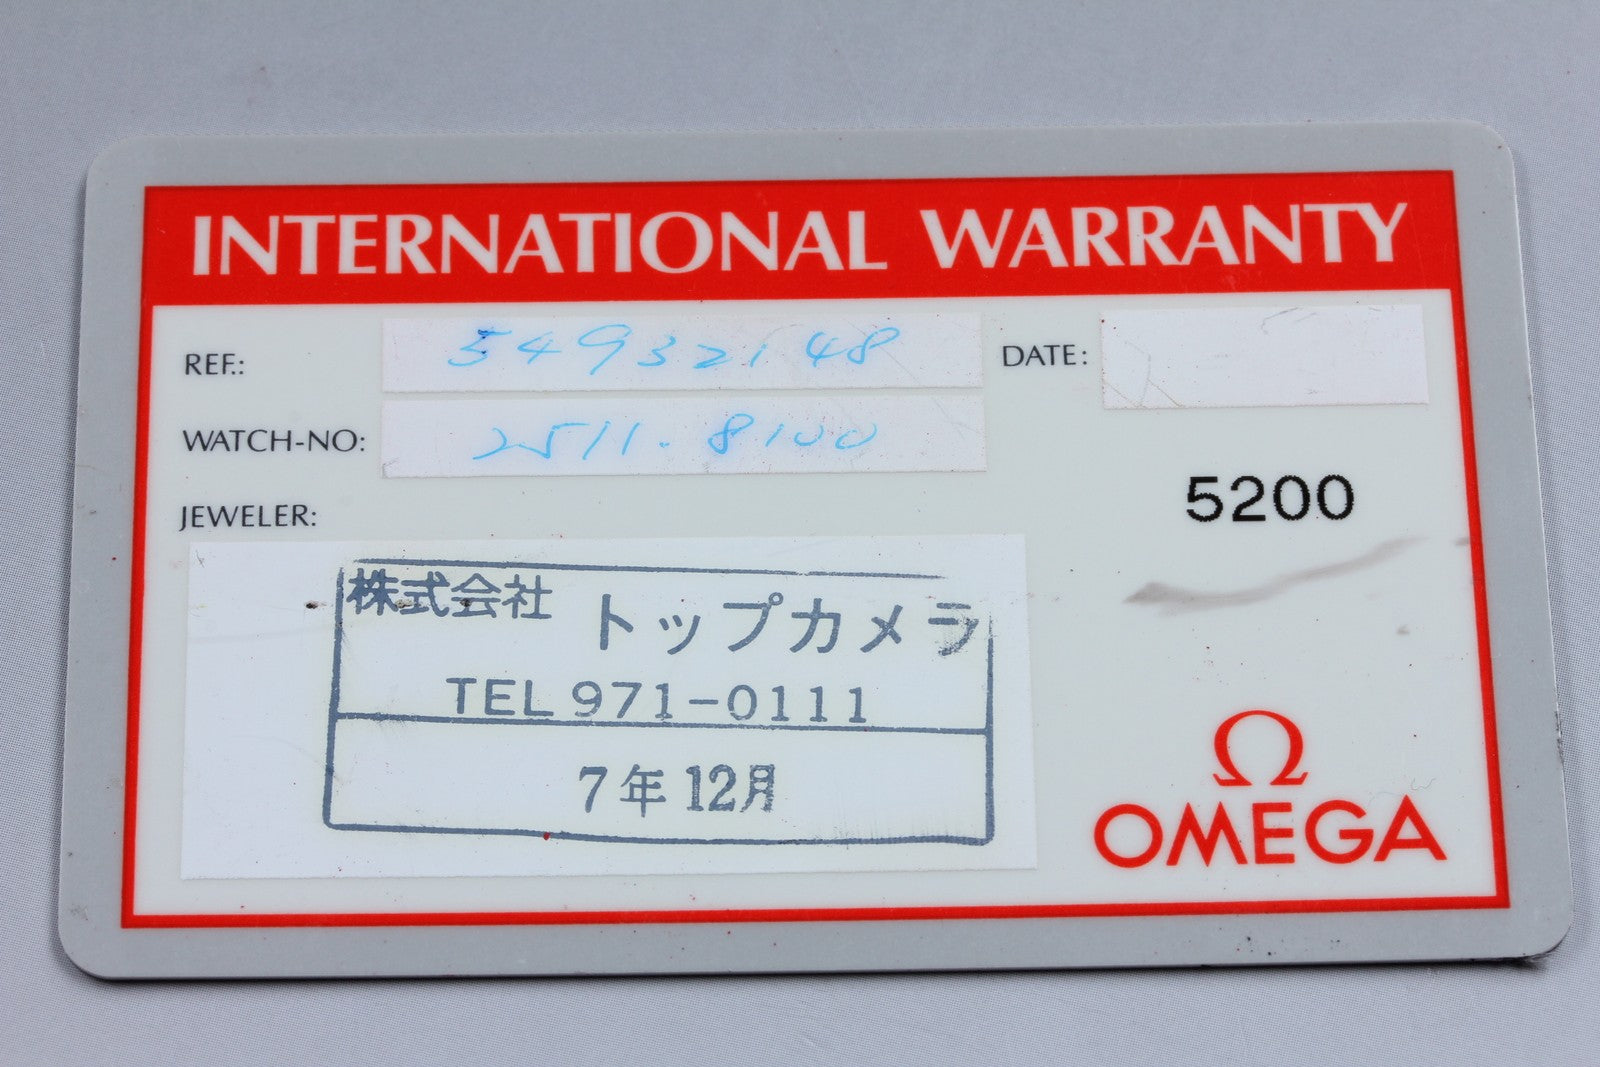 INTERNATIONAL WARRANTY
REF.: 54932148
DATE:
WATCH-NO: 2511.8100
5200
JEWELER:
株式会社 トップカメラ
TEL 971-0111
7年12月
Ω
OMEGA